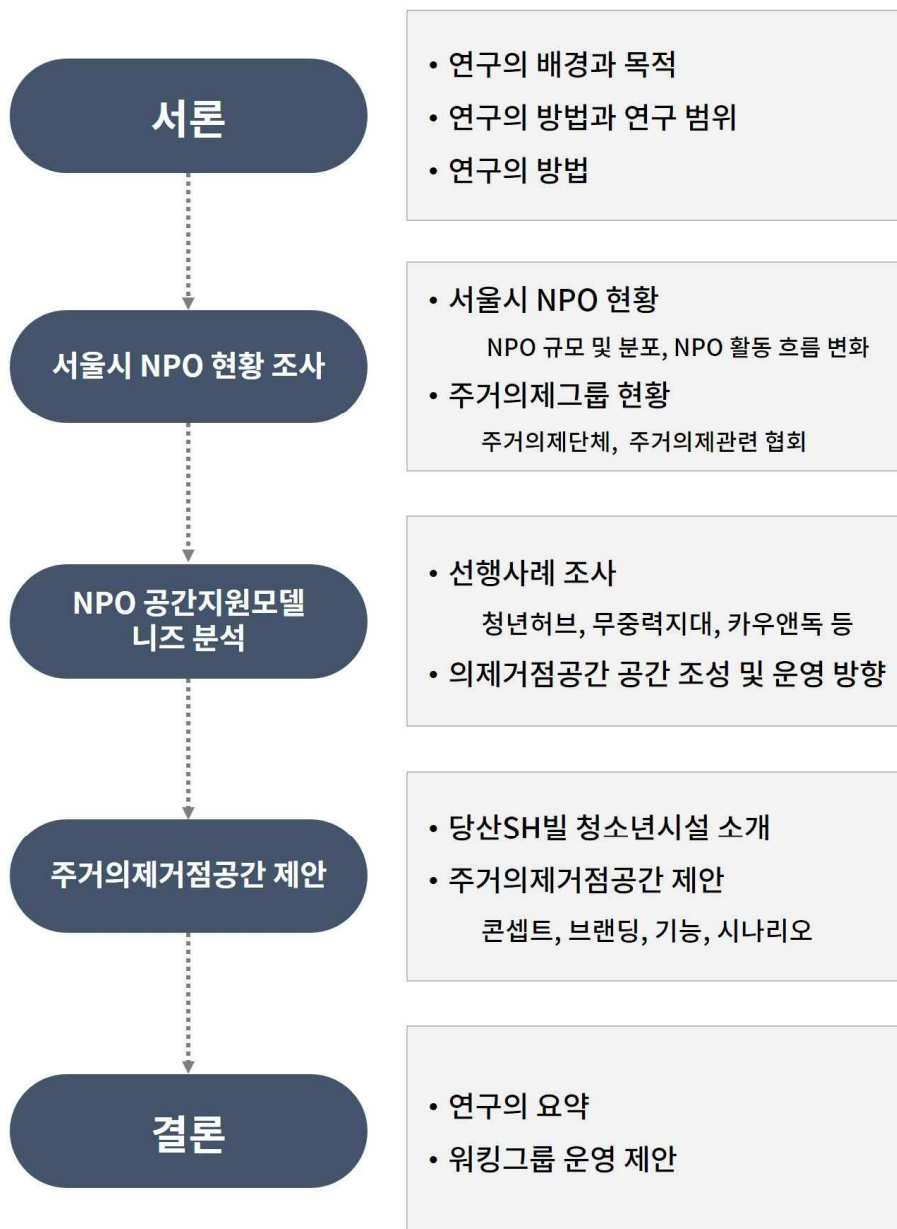 서론
• 연구의 배경과 목적
• 연구의 방법과 연구 범위
• 연구의 방법
서울시 NPO 현황 조사
• 서울시 NPO 현황
NPO 규모 및 분포, NPO 활동 흐름 변화
• 주거의제그룹 현황
주거의제단체, 주거의제관련 협회
NPO 공간지원모델
니즈 분석
• 선행사례 조사
청년허브, 무중력지대, 카우앤독 등
• 의제거점공간 공간 조성 및 운영 방향
주거의제거점공간 제안
• 당산SH빌 청소년시설 소개
• 주거의제거점공간 제안
콘셉트, 브랜딩, 기능, 시나리오
결론
• 연구의 요약
• 워킹그룹 운영 제안